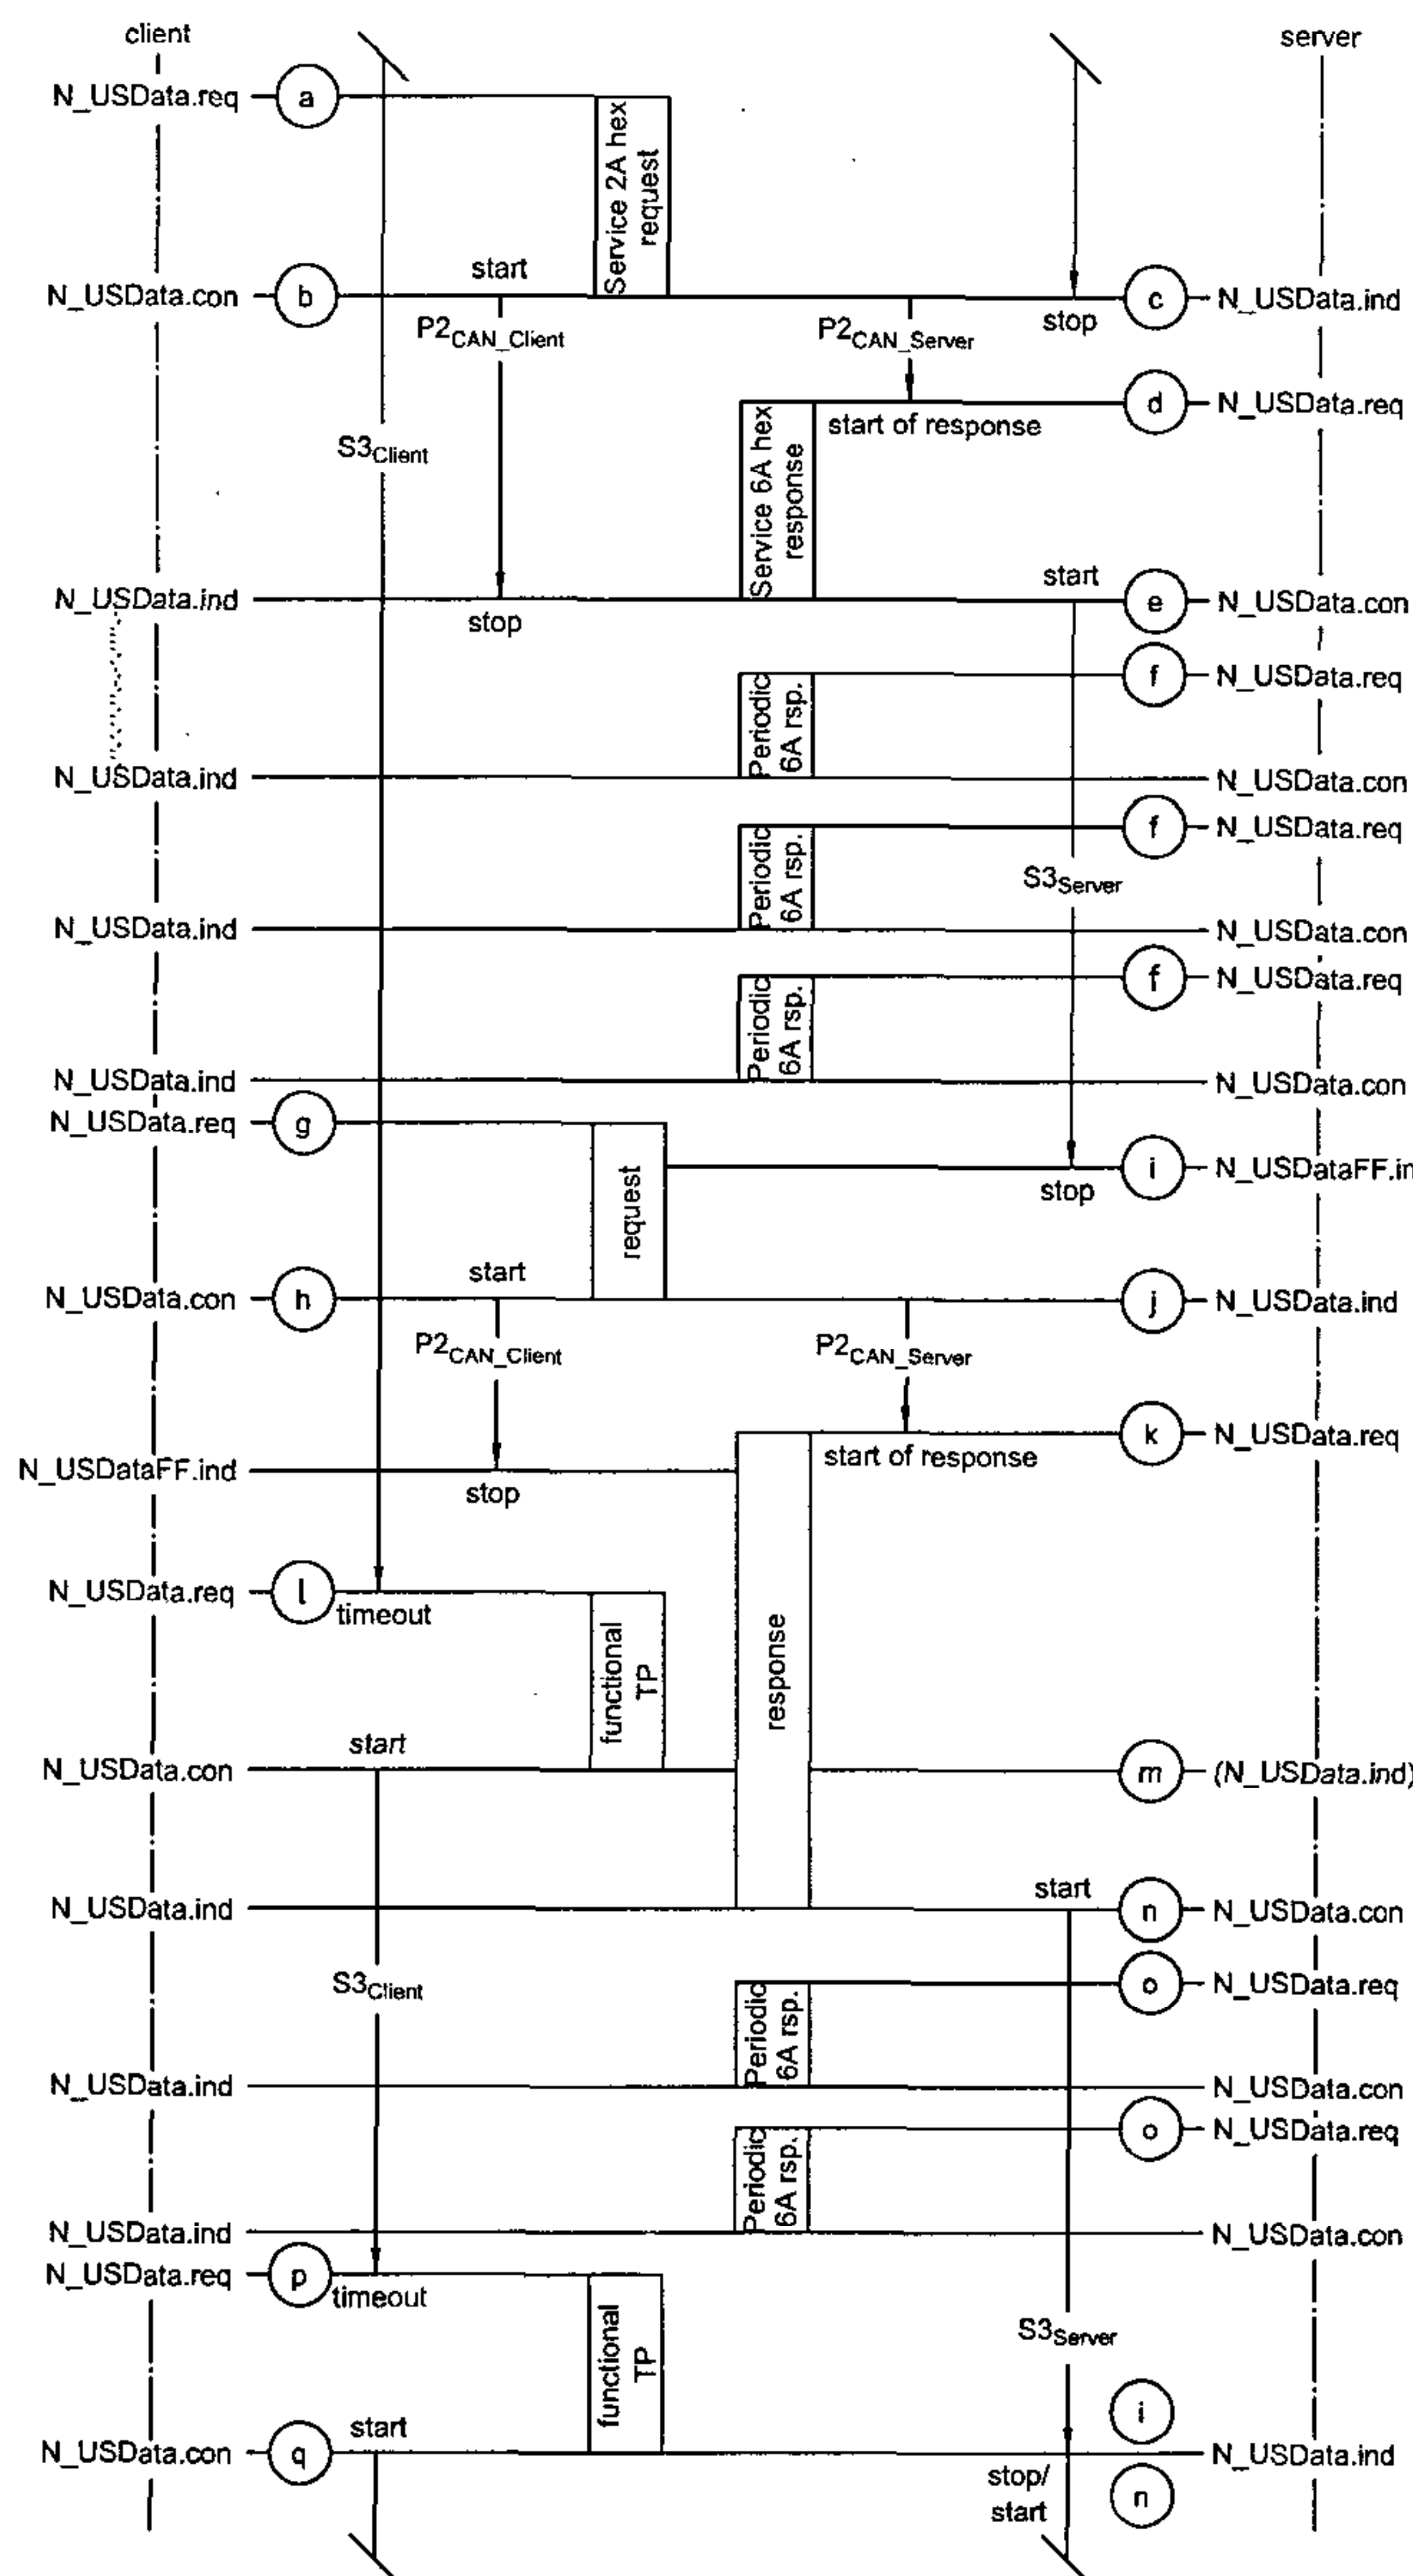 client
server
N_USData.req
a
Service 2A hex
request
N_USData.con
b
start
stop
c
N_USData.ind
P2CAN_Client
P2CAN_Server
d
N_USData.req
start of response
S3Client
Service 6A hex
response
N_USData.ind
stop
start
e
N_USData.con
f
N_USData.req
Periodic
6A rsp.
N_USData.ind
N_USData.con
f
N_USData.req
Periodic
6A rsp.
S3Server
N_USData.ind
N_USData.con
f
N_USData.req
Periodic
6A rsp.
N_USData.ind
N_USData.con
N_USData.req
g
request
stop
i
N_USDataFF.in
N_USData.con
h
start
j
N_USData.ind
P2CAN_Client
P2CAN_Server
k
N_USData.req
start of response
N_USDataFF.ind
stop
N_USData.req
l
timeout
functional
TP
response
N_USData.con
start
m
(N_USData.ind)
N_USData.ind
start
n
N_USData.con
S3Client
o
N_USData.req
Periodic
6A rsp.
N_USData.ind
N_USData.con
o
N_USData.req
Periodic
6A rsp.
N_USData.ind
N_USData.con
N_USData.req
p
timeout
functional
TP
S3Server
i
N_USData.con
q
start
N_USData.ind
stop/
start
n